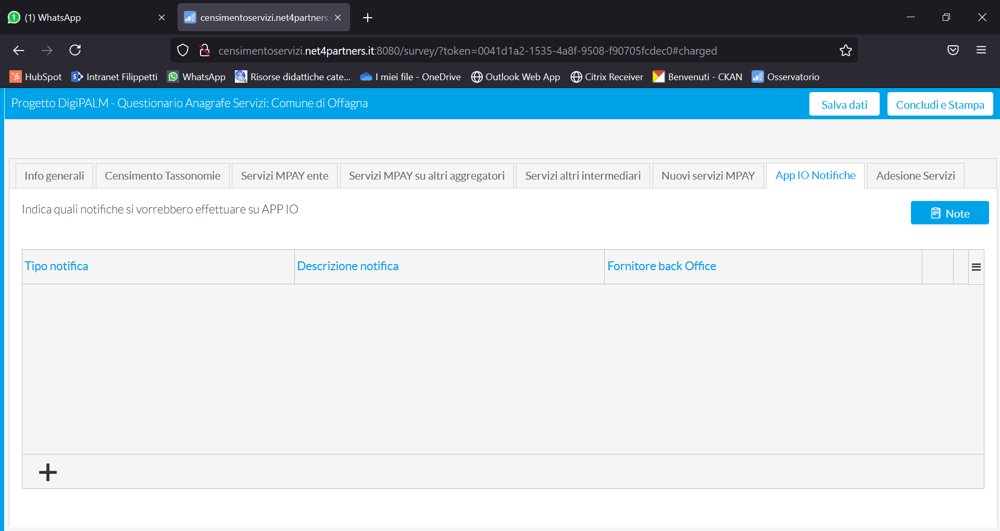 (1) WhatsApp
censimentoservizi.net4partners.i
censimentoservizi.net4partners.it:8080/survey/?token=0041d1a2-1535-4a8f-9508-f90705fcdec0#charged
HubSpot
Intranet Filippetti
WhatsApp
Risorse didattiche cate...
I miei file - OneDrive
Outlook Web App
Citrix Receiver
Benvenuti - CKAN
Osservatorio
Progetto DigiPALM - Questionario Anagrafe Servizi: Comune di Offagna
Salva dati
Concludi e Stampa
Info generali
Censimento Tassonomie
Servizi MPAY ente
Servizi MPAY su altri aggregatori
Servizi altri intermediari
Nuovi servizi MPAY
App IO Notifiche
Adesione Servizi
Indica quali notifiche si vorrebbero effettuare su APP IO
Note
Tipo notifica
Descrizione notifica
Fornitore back Office